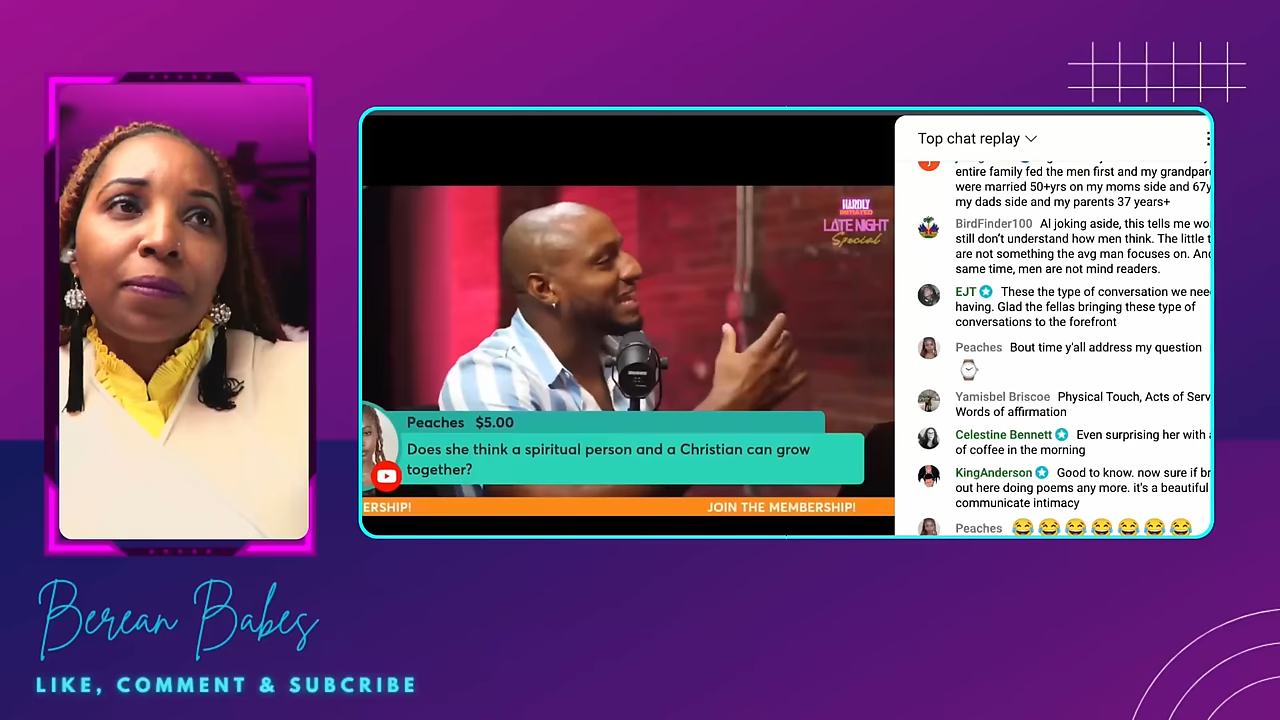 HARDLY
INITIATED
LATE NIGHT
Special
Peaches $5.00
Does she think a spiritual person and a Christian can grow
together?
ERSHIP!
JOIN THE MEMBERSHIP!
Top chat replay
entire family fed the men first and my grandpare
were married 50+yrs on my moms side and 67y
my dads side and my parents 37 years+
BirdFinder100 Al joking aside, this tells me wo
still don't understand how men think. The little t
are not something the avg man focuses on. And
same time, men are not mind readers.
EJT These the type of conversation we nee
having. Glad the fellas bringing these type of
conversations to the forefront
Peaches Bout time y'all address my question
Yamisbel Briscoe Physical Touch, Acts of Serv
Words of affirmation
Celestine Bennett Even surprising her with a
of coffee in the morning
KingAnderson Good to know. now sure if br
out here doing poems any more. it's a beautiful
communicate intimacy
Peaches
Berean Babes
LIKE, COMMENT & SUBCRIBE